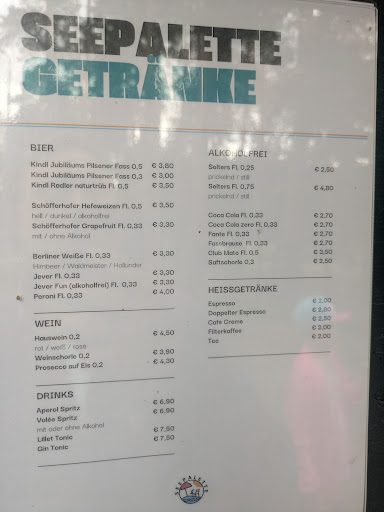 SEEPALETTE
GETRÄNKE
BIER
Kindl Jubiläums Pilsener Fass 0,5 € 3,80
Kindl Jubiläums Pilsener Fass 0,3 € 3,00
Kindl Radler naturtrüb Fl. 0,5 € 3,50
Schöfferhofer Hefeweizen Fl. 0,5 € 3,50
hell / dunkel / alkoholfrei
Schöfferhofer Grapefruit Fl. 0,33 € 3,30
mit / ohne Alkohol
Berliner Weiße Fl. 0,33 € 3,30
Himbeer / Waldmeister / Holunder
Jever Fl. 0,33 € 3,30
Jever Fun (alkoholfrei) Fl. 0,33 € 3,30
Peroni Fl. 0,33 € 4,00
WEIN
Hauswein 0,2 € 4,50
rot / weiß / rose
Weinschorle 0,2 € 3,90
Prosecco auf Eis 0,2 € 4,30
DRINKS
Aperol Spritz € 6,90
Velée Spritz € 6,90
mit oder ohne Alkohol
Lillet Tonic € 7,50
Gin Tonic € 7,50
ALKOHOLFREI
Selters Fl. 0,25 € 2,50
prickelnd / still
Selters Fl. 0,75 € 4,80
prickelnd / still
Coca Cola Fl. 0,33 € 2,70
Coca Cola zero Fl. 0,33 € 2,70
Fanta Fl. 0,33 € 2,70
Fassbrause Fl. 0,33 € 2,70
Club Mate Fl. 0,5 € 3,50
Saftschorle 0,2 € 2,50
HEISSGETRÄNKE
Espresso € 2,00
Doppelter Espresso € 2,50
Café Creme € 2,50
Filterkaffee € 2,00
Tee € 2,00
SEEPALETTE